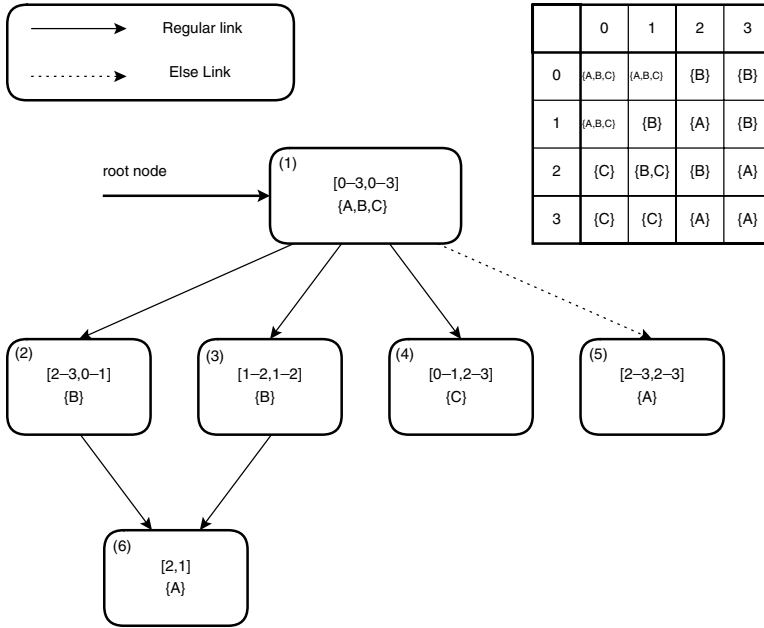 Regular link
Else Link
0 1 2 3
0 {A,B,C} {A,B,C} {B} {B}
1 {A,B,C} {B} {A} {B}
2 {C} {B,C} {B} {A}
3 {C} {C} {A} {A}
root node
(1)
[0–3,0–3]
{A,B,C}
(2)
[2–3,0–1]
{B}
(3)
[1–2,1–2]
{B}
(4)
[0–1,2–3]
{C}
(5)
[2–3,2–3]
{A}
(6)
[2,1]
{A}